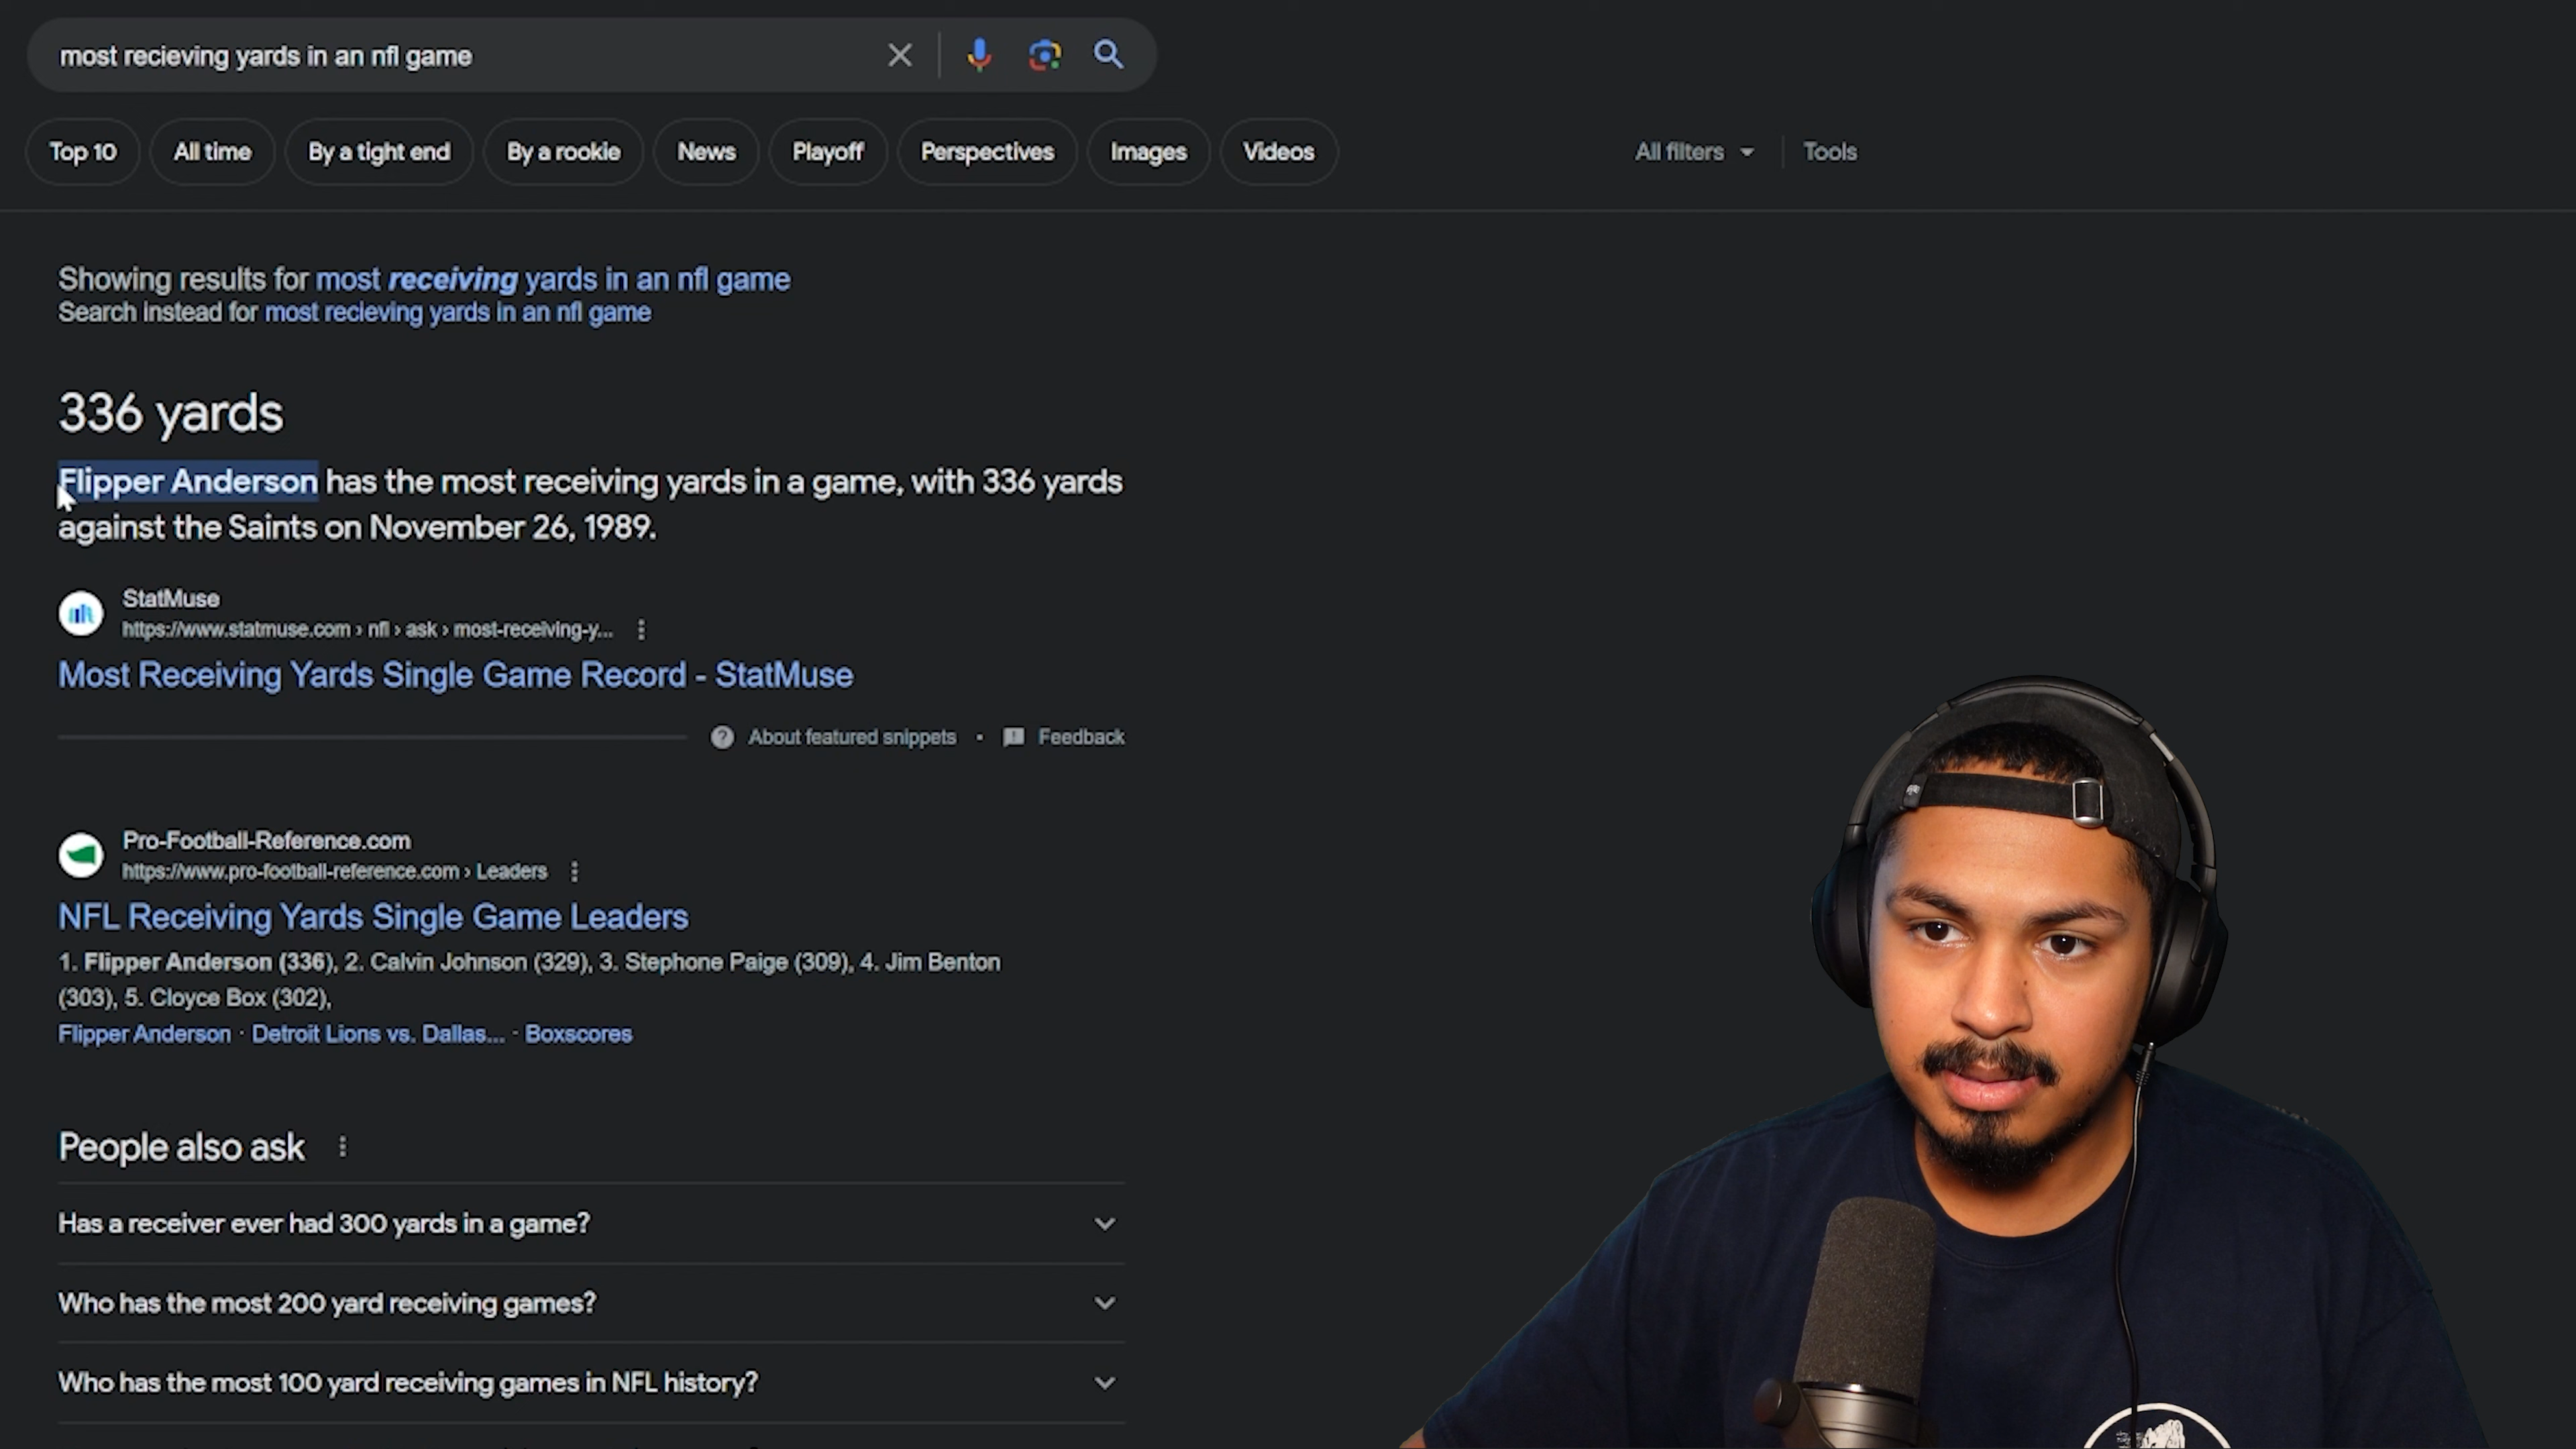 most recieving yards in an nfl game
Top 10 All time By a tight end By a rookie News Playoff Perspectives Images Videos All filters Tools
Showing results for most receiving yards in an nfl game
Search instead for most recieving yards in an nfl game
336 yards
Flipper Anderson has the most receiving yards in a game, with 336 yards
against the Saints on November 26, 1989.
StatMuse
https://www.statmuse.com › nfl › ask › most-receiving-y...
Most Receiving Yards Single Game Record - StatMuse
About featured snippets • Feedback
Pro-Football-Reference.com
https://www.pro-football-reference.com › Leaders
NFL Receiving Yards Single Game Leaders
1. Flipper Anderson (336), 2. Calvin Johnson (329), 3. Stephone Paige (309), 4. Jim Benton
(303), 5. Cloyce Box (302),
Flipper Anderson · Detroit Lions vs. Dallas... · Boxscores
People also ask
Has a receiver ever had 300 yards in a game?
Who has the most 200 yard receiving games?
Who has the most 100 yard receiving games in NFL history?